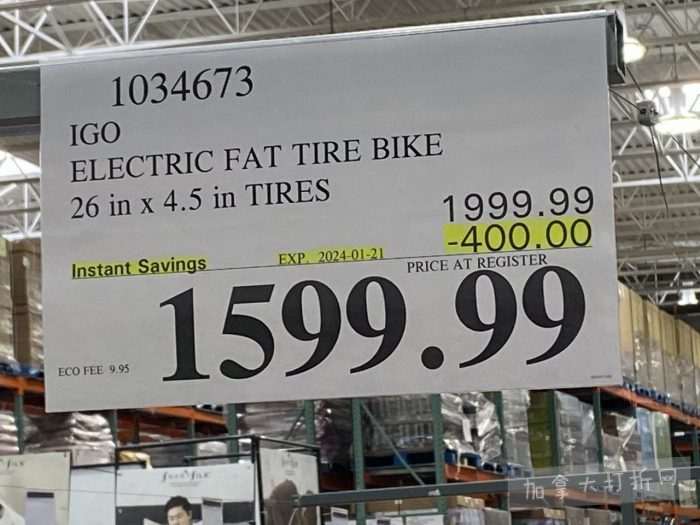 1034673
IGO
ELECTRIC FAT TIRE BIKE
26 in x 4.5 in TIRES
1999.99
-400.00
Instant Savings
EXP. 2024-01-21
PRICE AT REGISTER
1599.99
ECO FEE 9.95
加拿大打折网